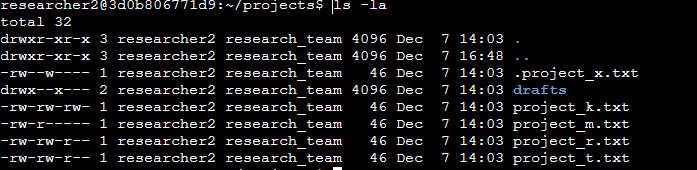 researcher2@3d0b806771d9:~/projects$ ls -la
total 32
drwxr-xr-x 3 researcher2 research_team 4096 Dec  7 14:03 .
drwxr-xr-x 3 researcher2 research_team 4096 Dec  7 16:48 ..
-rw--w---- 1 researcher2 research_team   46 Dec  7 14:03 .project_x.txt
drwx--x--- 2 researcher2 research_team 4096 Dec  7 14:03 drafts
-rw-rw-rw- 1 researcher2 research_team   46 Dec  7 14:03 project_k.txt
-rw-r----- 1 researcher2 research_team   46 Dec  7 14:03 project_m.txt
-rw-rw-r-- 1 researcher2 research_team   46 Dec  7 14:03 project_r.txt
-rw-rw-r-- 1 researcher2 research_team   46 Dec  7 14:03 project_t.txt